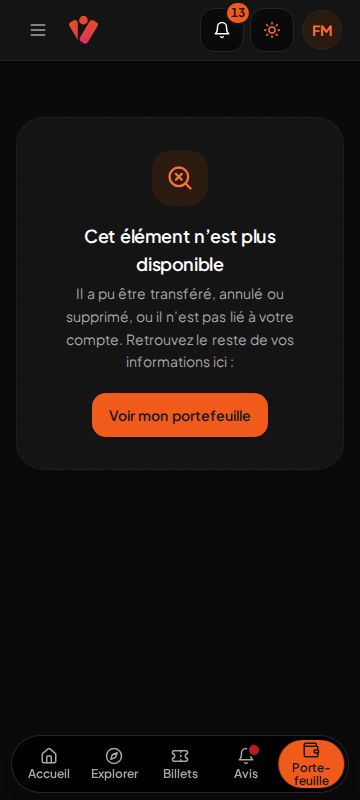 13
FM
Cet élément n'est plus
disponible
Il a pu être transféré, annulé ou
supprimé, ou il n'est pas lié à votre
compte. Retrouvez le reste de vos
informations ici :
Voir mon portefeuille
Accueil
Explorer
Billets
Avis
Porte-
feuille